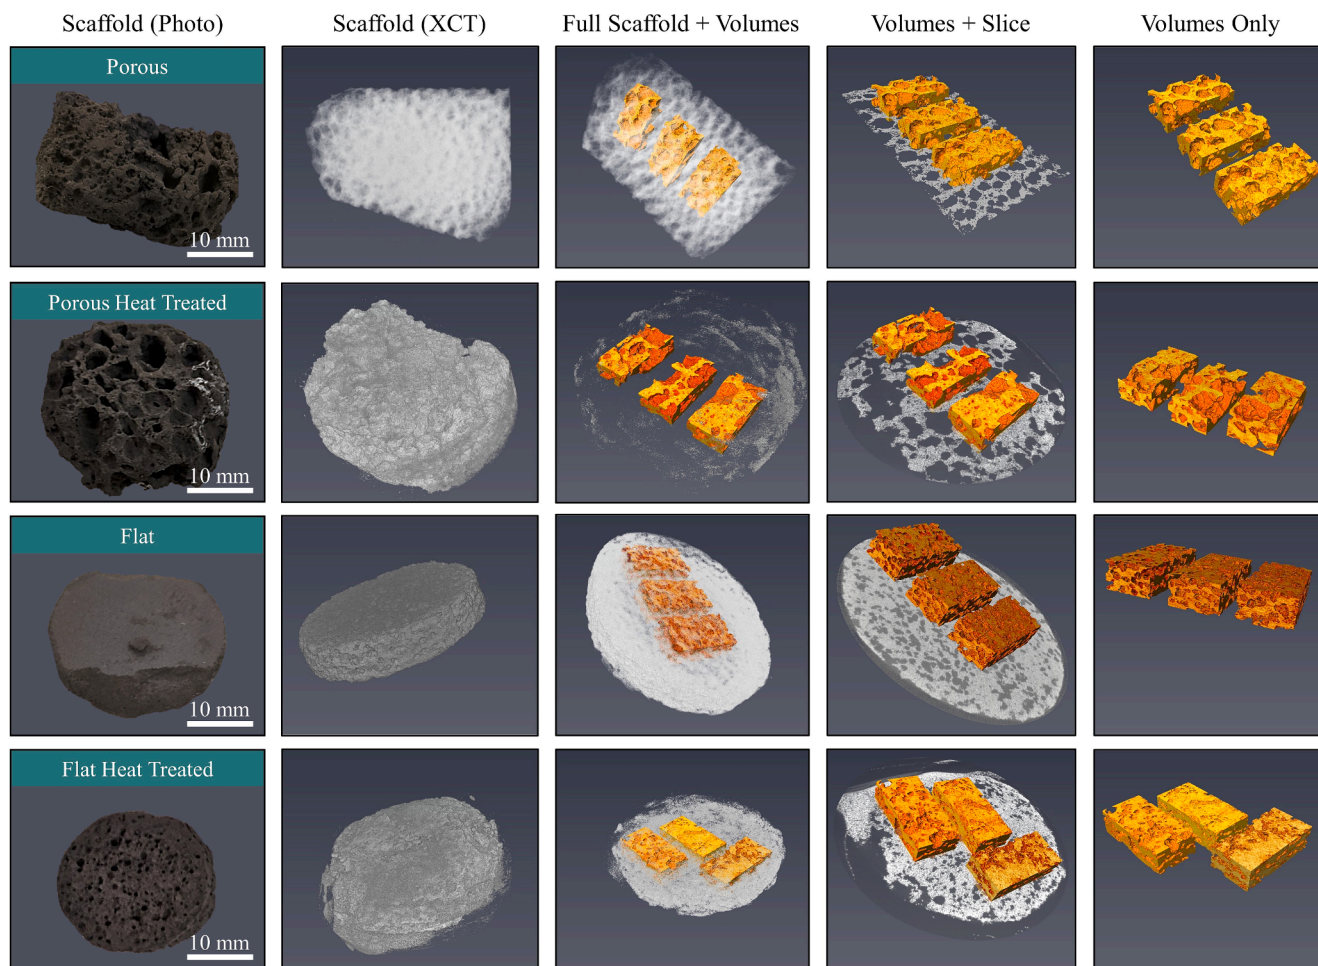 Scaffold (Photo)
Scaffold (XCT)
Full Scaffold + Volumes
Volumes + Slice
Volumes Only
Porous
10 mm
Porous Heat Treated
10 mm
Flat
10 mm
Flat Heat Treated
10 mm